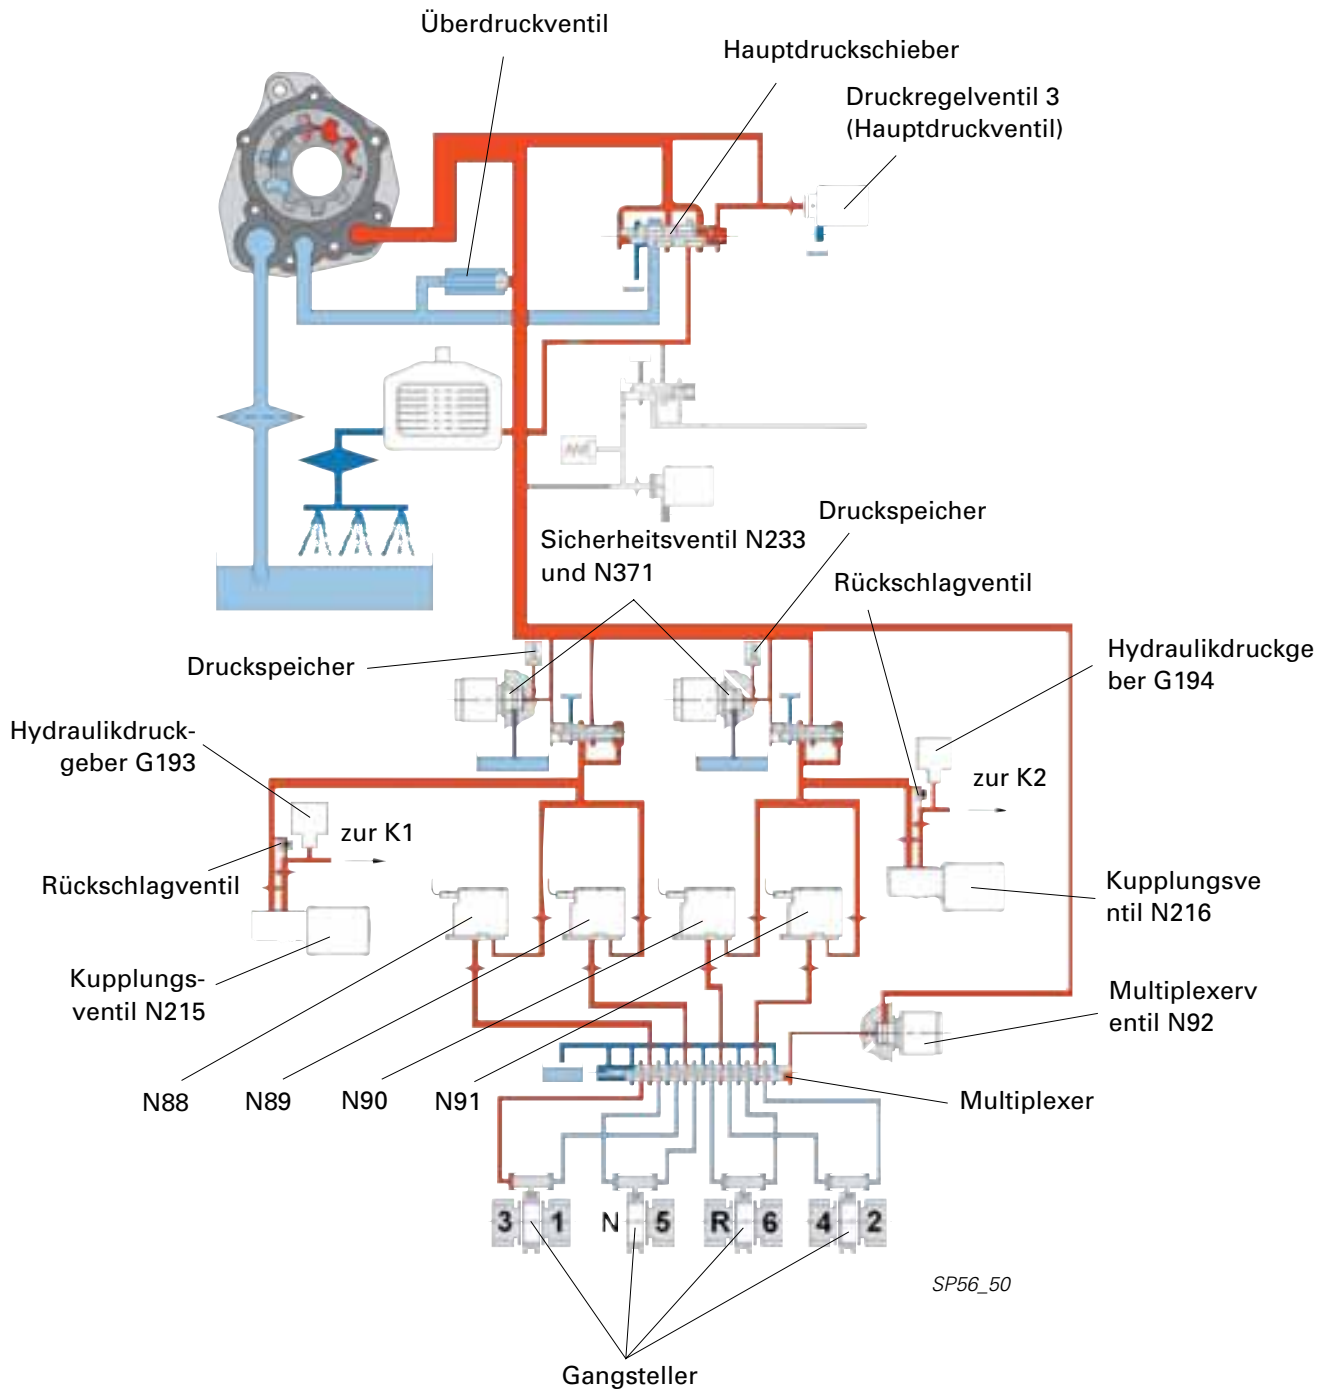 Überdruckventil
Hauptdruckschieber
Druckregelventil 3
(Hauptdruckventil)
Druckspeicher
Sicherheitsventil N233
und N371
Rückschlagventil
Hydraulikdruckge
ber G194
Druckspeicher
Hydraulikdruck-
geber G193
zur K2
zur K1
Rückschlagventil
Kupplungsve
ntil N216
Kupplungs-
ventil N215
Multiplexerv
entil N92
N88
N89
N90
N91
Multiplexer
3 1 N 5 R 6 4 2
SP56_50
Gangsteller